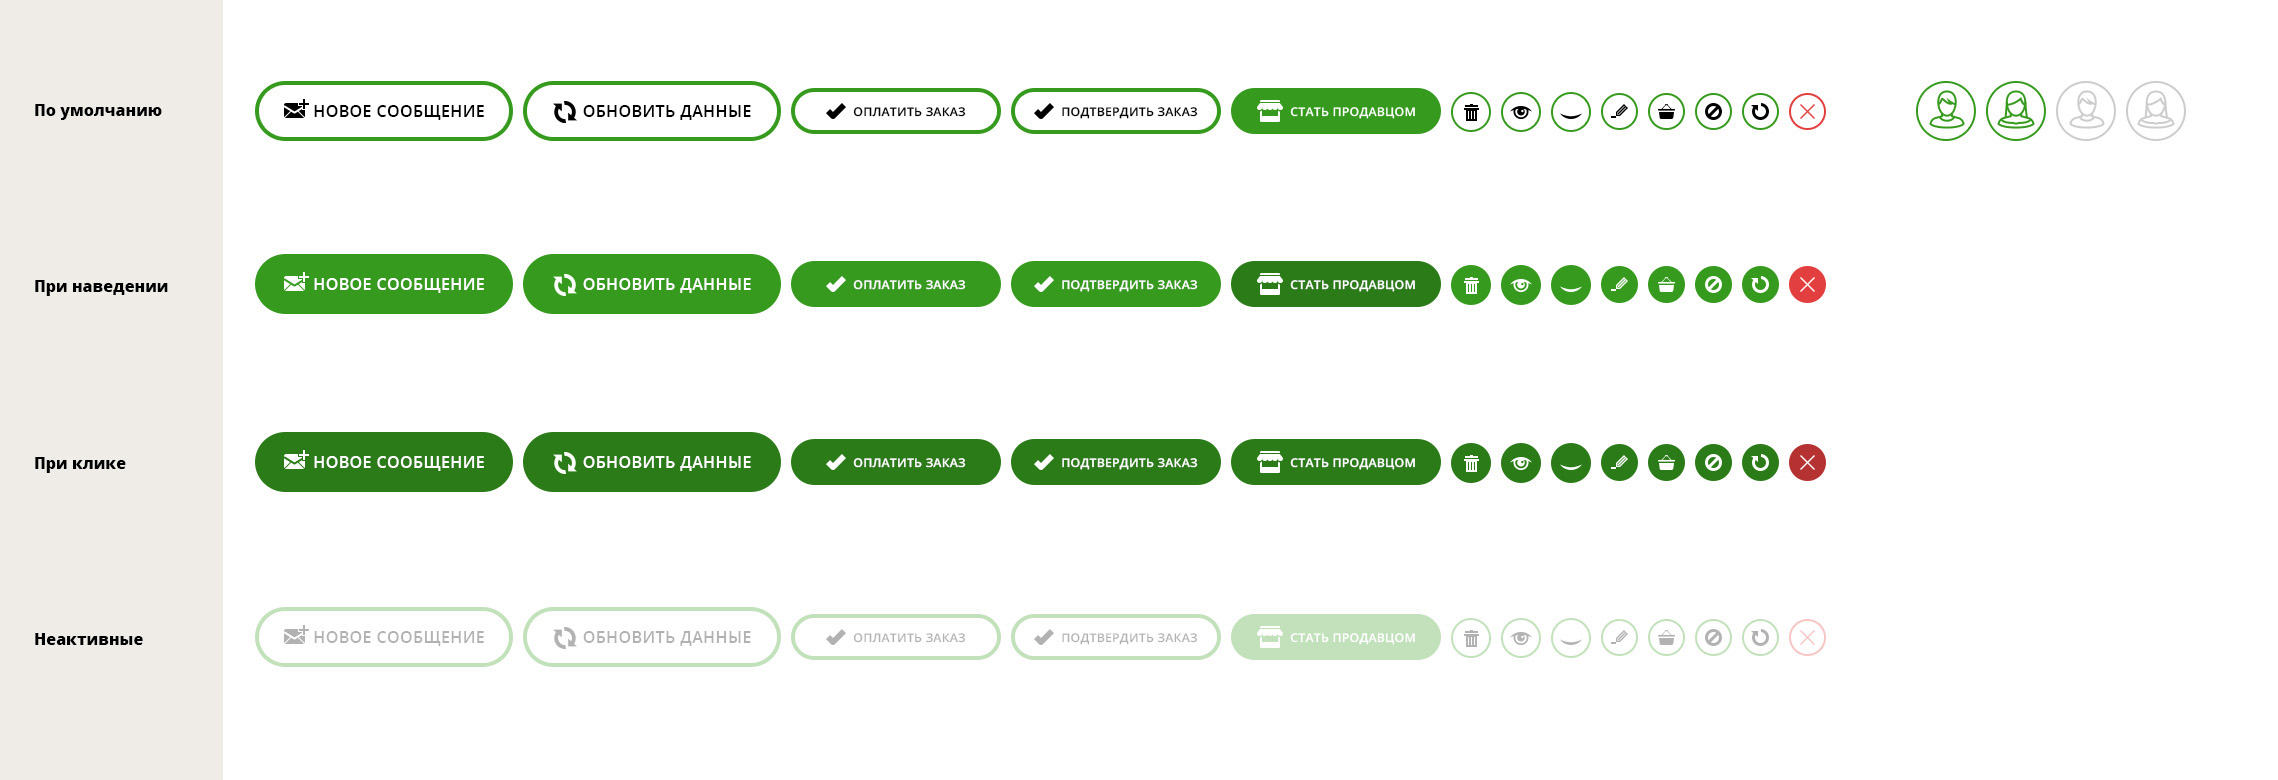 По умолчанию
НОВОЕ СООБЩЕНИЕ ОБНОВИТЬ ДАННЫЕ ОПЛАТИТЬ ЗАКАЗ ПОДТВЕРДИТЬ ЗАКАЗ СТАТЬ ПРОДАВЦОМ
При наведении
НОВОЕ СООБЩЕНИЕ ОБНОВИТЬ ДАННЫЕ ОПЛАТИТЬ ЗАКАЗ ПОДТВЕРДИТЬ ЗАКАЗ СТАТЬ ПРОДАВЦОМ
При клике
НОВОЕ СООБЩЕНИЕ ОБНОВИТЬ ДАННЫЕ ОПЛАТИТЬ ЗАКАЗ ПОДТВЕРДИТЬ ЗАКАЗ СТАТЬ ПРОДАВЦОМ
Неактивные
НОВОЕ СООБЩЕНИЕ ОБНОВИТЬ ДАННЫЕ ОПЛАТИТЬ ЗАКАЗ ПОДТВЕРДИТЬ ЗАКАЗ СТАТЬ ПРОДАВЦОМ